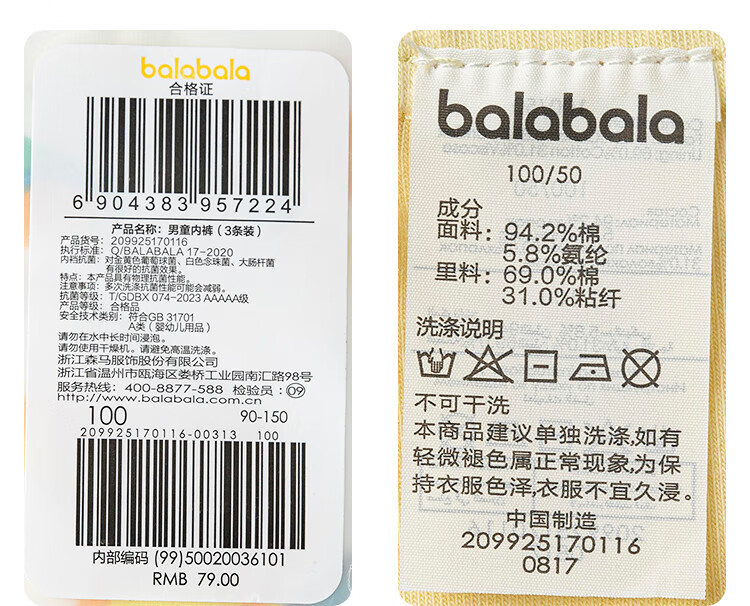 balabala
合格证
6 904383 957224
产品名称：男童内裤（3条装）
产品货号：209925170116
执行标准：Q/BALABALA 17-2020
内裆抗菌：对金黄色葡萄球菌、白色念珠菌、大肠杆菌
有很好的抗菌效果。
特点：本产品具有物理抗菌性能。
注意事项：多次洗涤抗菌性能可能会减弱。
抗菌等级：T/GDBX 074-2023 AAAAA级
产品等级：合格品
安全技术类别：符合GB 31701
A类（婴幼儿用品）
请勿在水中长时间浸泡。
请勿使用干燥机。请避免高温洗涤。
浙江森马服饰股份有限公司
浙江省温州市瓯海区娄桥工业园南汇路98号
服务热线：400-8877-588 检验员：09
http://www.balabala.com.cn
100 90-150
209925170116-00313 100
内部编码 (99)50020036101
RMB 79.00
balabala
100/50
成分
面料：94.2%棉
5.8%氨纶
里料：69.0%棉
31.0%粘纤
洗涤说明
不可干洗
本商品建议单独洗涤,如有
轻微褪色属正常现象,为保
持衣服色泽,衣服不宜久浸。
中国制造
209925170116
0817